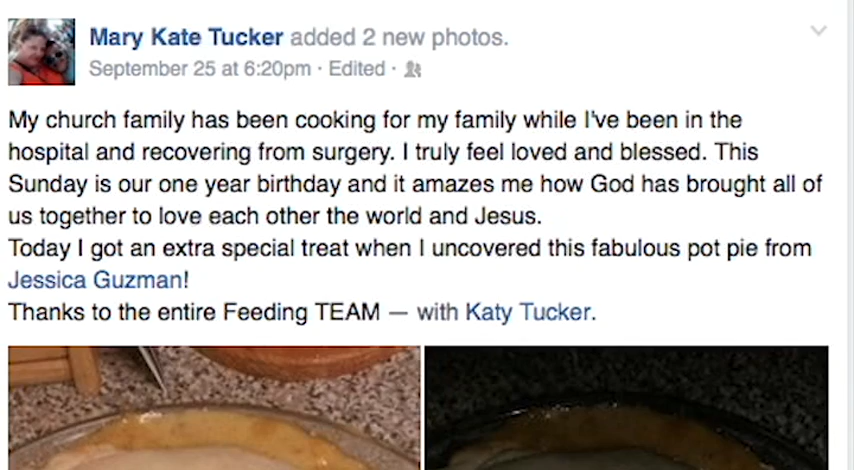 Mary Kate Tucker added 2 new photos.
September 25 at 6:20pm · Edited ·
My church family has been cooking for my family while I've been in the
hospital and recovering from surgery. I truly feel loved and blessed. This
Sunday is our one year birthday and it amazes me how God has brought all of
us together to love each other the world and Jesus.
Today I got an extra special treat when I uncovered this fabulous pot pie from
Jessica Guzman!
Thanks to the entire Feeding TEAM — with Katy Tucker.